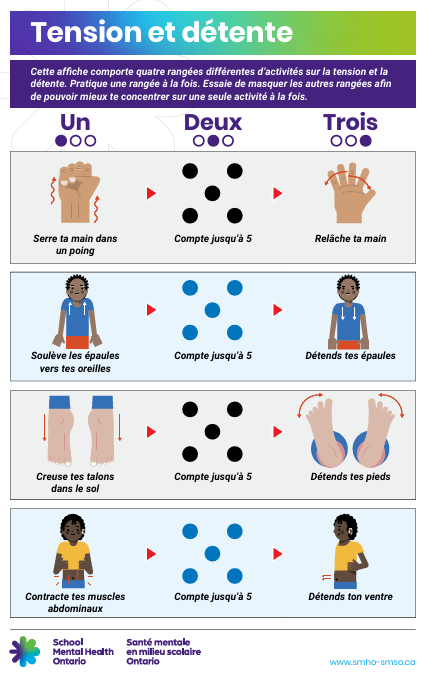 Tension et détente
Cette affiche comporte quatre rangées différentes d'activités sur la tension et la
détente. Pratique une rangée à la fois. Essaie de masquer les autres rangées afin
de pouvoir mieux te concentrer sur une seule activité à la fois.
Un
Deux
Trois
Serre ta main dans
un poing
Compte jusqu'à 5
Relâche ta main
Soulève les épaules
vers tes oreilles
Compte jusqu'à 5
Détends tes épaules
Creuse tes talons
dans le sol
Compte jusqu'à 5
Détends tes pieds
Contracte tes muscles
abdominaux
Compte jusqu'à 5
Détends ton ventre
School
Mental Health
Ontario
Santé mentale
en milieu scolaire
Ontario
www.smho-smso.ca